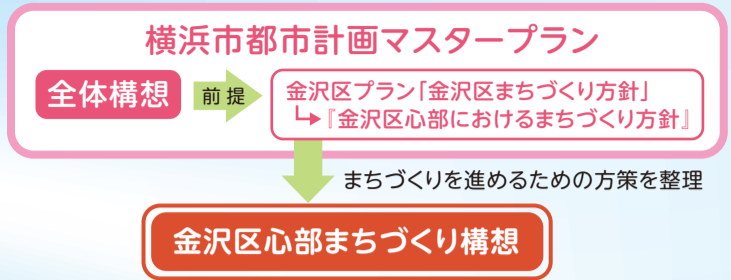 横浜市都市計画マスタープラン
全体構想
前提
金沢区プラン「金沢区まちづくり方針」
『金沢区心部におけるまちづくり方針』
まちづくりを進めるための方策を整理
金沢区心部まちづくり構想